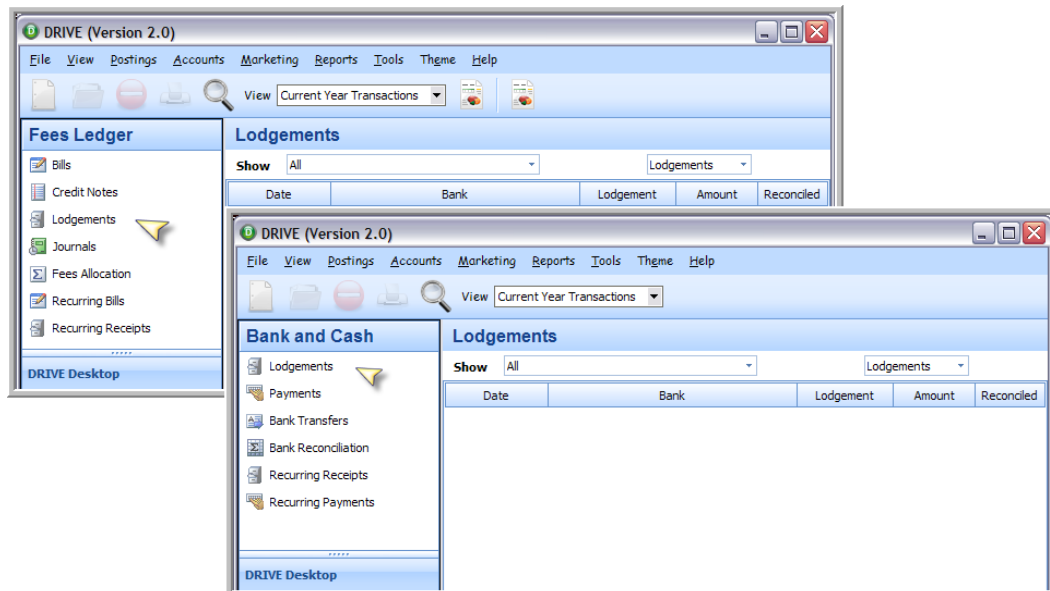 DRIVE (Version 2.0)
File View Postings Accounts Marketing Reports Tools Theme Help
View Current Year Transactions
Fees Ledger
Bills
Credit Notes
Lodgements
Journals
Fees Allocation
Recurring Bills
Recurring Receipts
DRIVE Desktop
Lodgements
Show All Lodgements
Date Bank Lodgement Amount Reconciled
DRIVE (Version 2.0)
File View Postings Accounts Marketing Reports Tools Theme Help
View Current Year Transactions
Bank and Cash
Lodgements
Payments
Bank Transfers
Bank Reconciliation
Recurring Receipts
Recurring Payments
DRIVE Desktop
Lodgements
Show All Lodgements
Date Bank Lodgement Amount Reconciled